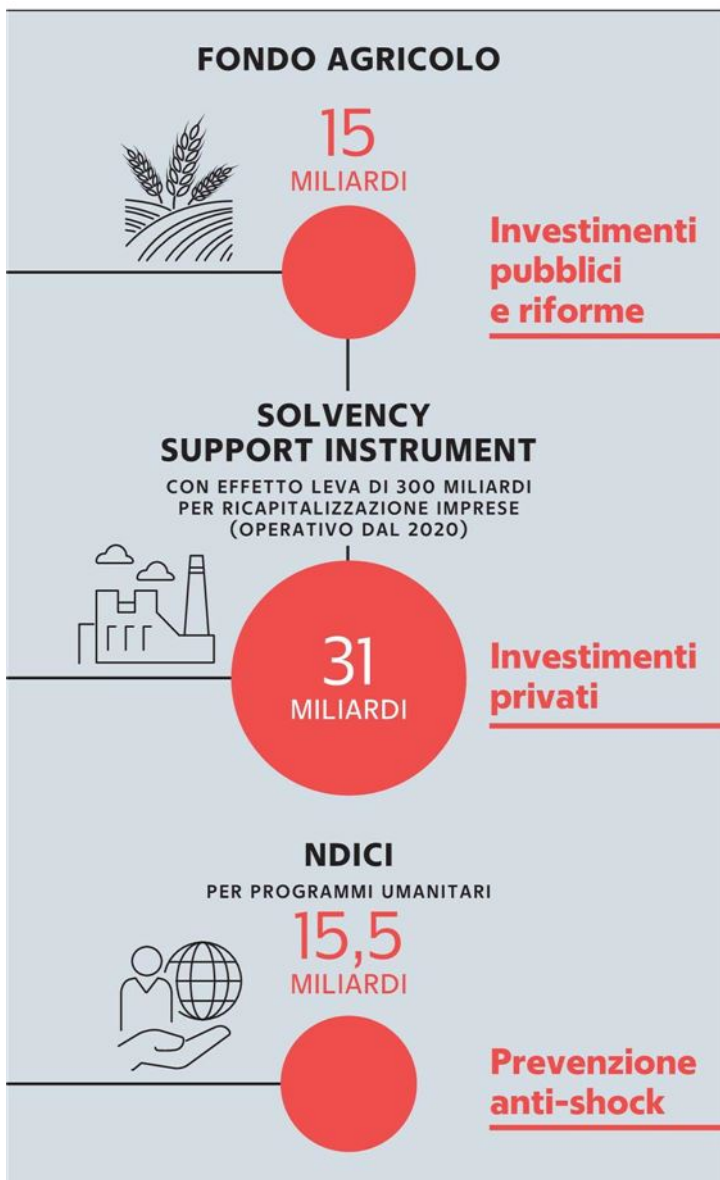 FONDO AGRICOLO
15
MILIARDI
Investimenti
pubblici
e riforme
SOLVENCY
SUPPORT INSTRUMENT
CON EFFETTO LEVA DI 300 MILIARDI
PER RICAPITALIZZAZIONE IMPRESE
(OPERATIVO DAL 2020)
31
MILIARDI
Investimenti
privati
NDICI
PER PROGRAMMI UMANITARI
15,5
MILIARDI
Prevenzione
anti-shock